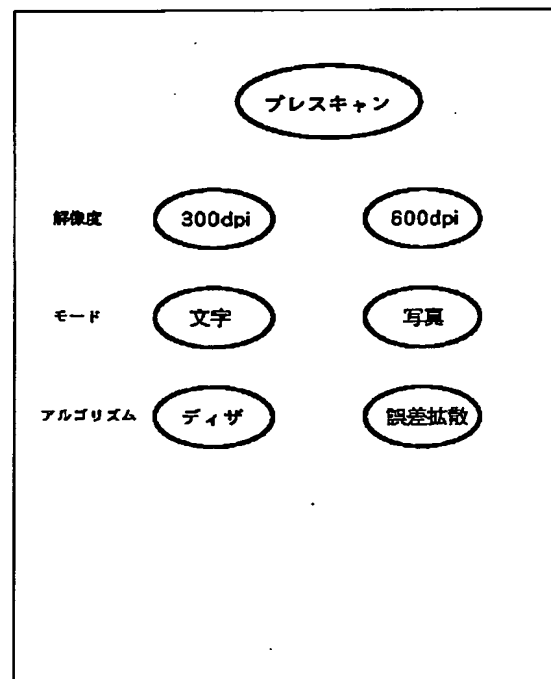 プレスキャン
解像度 300dpi 600dpi
モード 文字 写真
アルゴリズム ディザ 誤差拡散